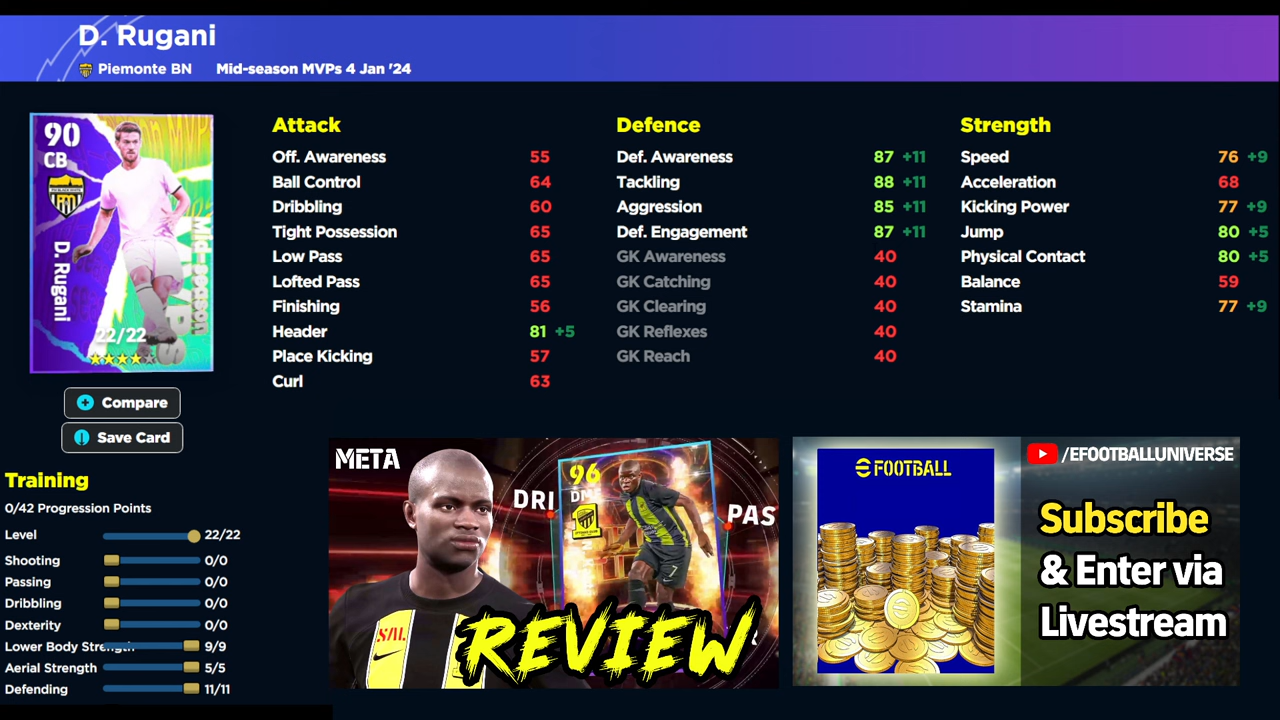 D. Rugani
Piemonte BN Mid-season MVPs 4 Jan '24
90
CB
D. Rugani
Mid-season
22/22
Compare
Save Card
Training
0/42 Progression Points
Level 22/22
Shooting 0/0
Passing 0/0
Dribbling 0/0
Dexterity 0/0
Lower Body Strength 9/9
Aerial Strength 5/5
Defending 11/11
Attack
Off. Awareness 55
Ball Control 64
Dribbling 60
Tight Possession 65
Low Pass 65
Lofted Pass 65
Finishing 56
Header 81 +5
Place Kicking 57
Curl 63
Defence
Def. Awareness 87 +11
Tackling 88 +11
Aggression 85 +11
Def. Engagement 87 +11
GK Awareness 40
GK Catching 40
GK Clearing 40
GK Reflexes 40
GK Reach 40
Strength
Speed 76 +9
Acceleration 68
Kicking Power 77 +9
Jump 80 +5
Physical Contact 80 +5
Balance 59
Stamina 77 +9
META
DRI
96
DMF
PAS
7
REVIEW
EFOOTBALL
/EFOOTBALLUNIVERSE
Subscribe
& Enter via
Livestream